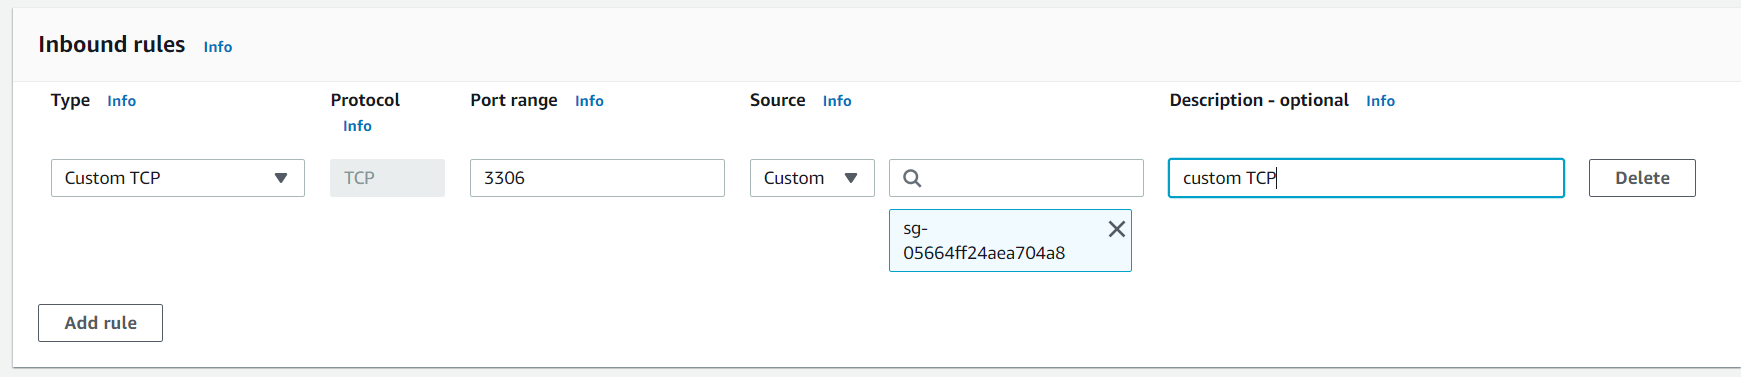 Inbound rules Info
Type Info Protocol Port range Info Source Info Description - optional Info
Info
Custom TCP TCP 3306 Custom custom TCP Delete
sg-
05664ff24aea704a8
Add rule